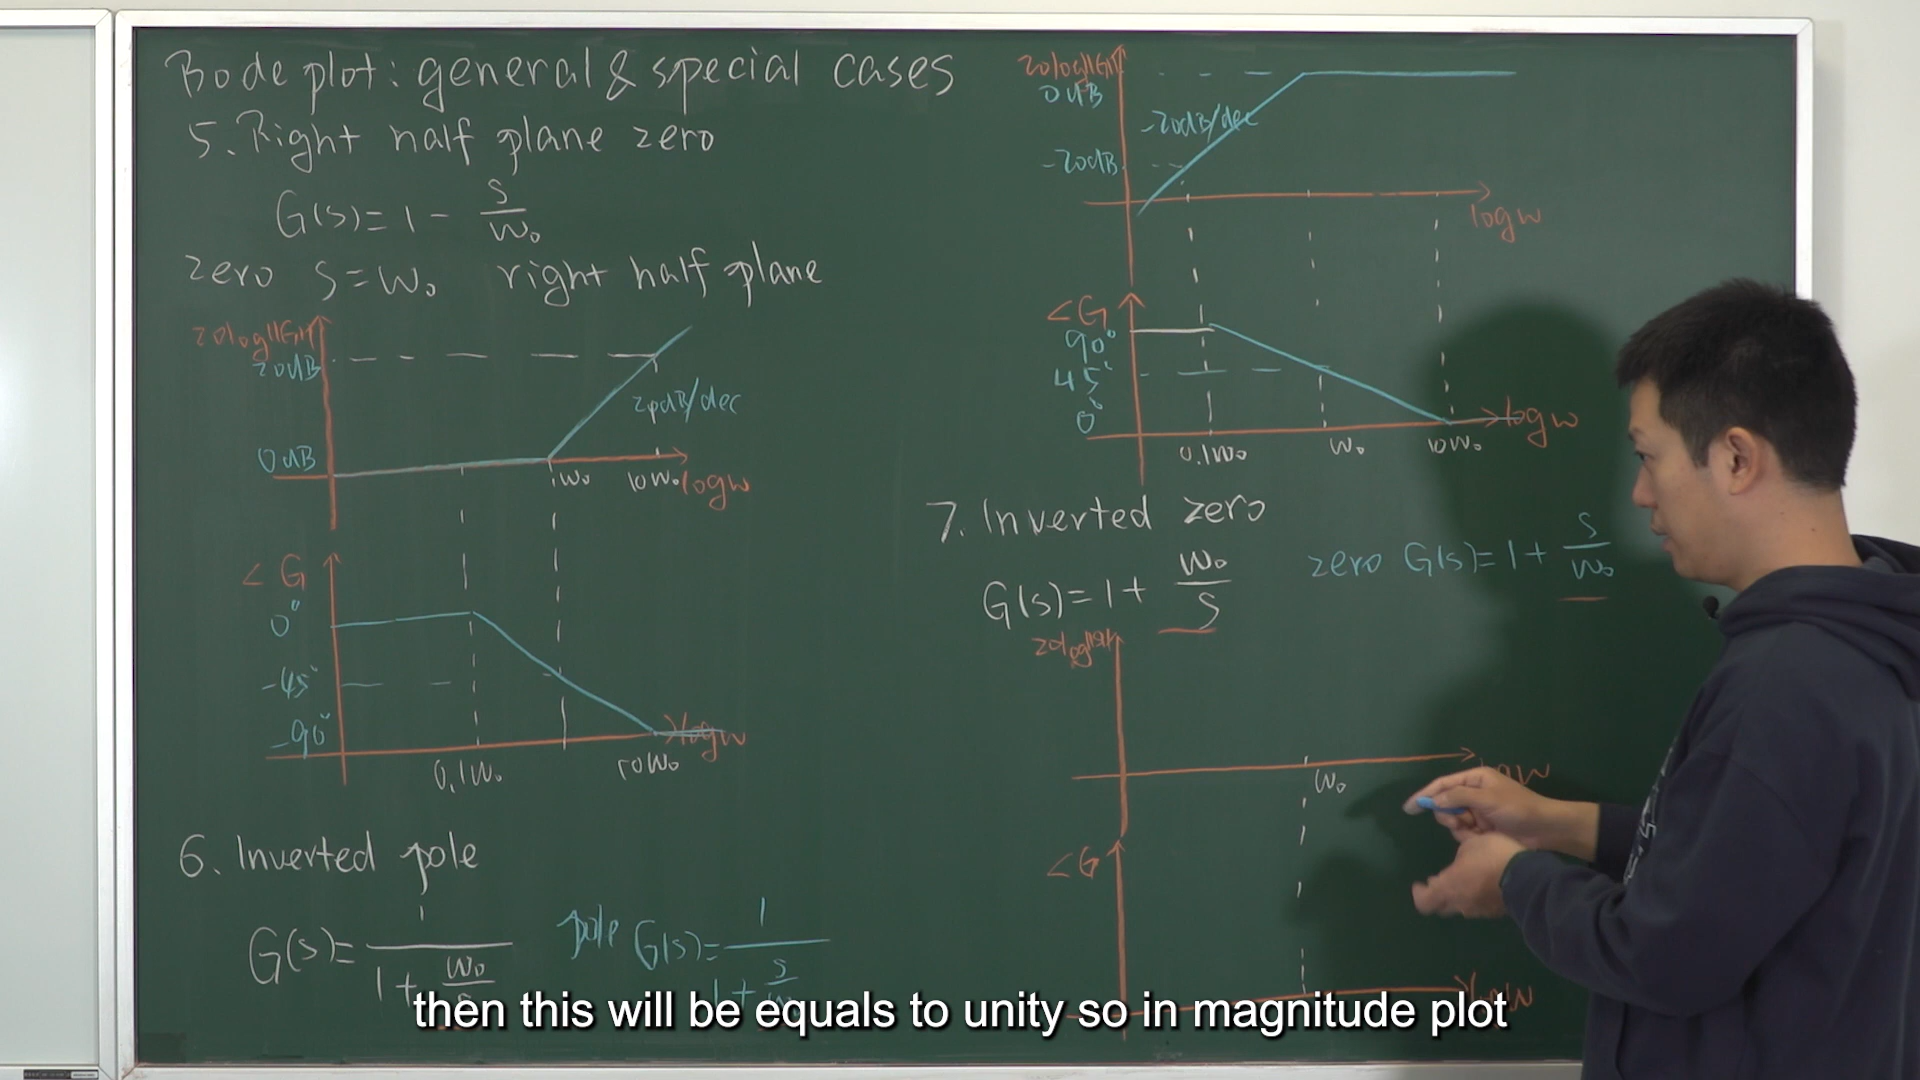 Bode plot: general & special cases
5. Right half plane zero
G(s) = 1 - s/w₀
zero s = w₀ right half plane
20log||G||
20dB
20dB/dec
0dB
w₀ 10w₀ logw
∠G
0°
-45°
-90°
logw
0.1w₀ 10w₀
6. Inverted pole
G(s) = 1/(1 + w₀/s) pole G(s) = 1/(1 + s/w₀)
20log||G||
0dB
-20dB/dec
-20dB
logw
∠G
90°
45°
0°
logw
0.1w₀ w₀ 10w₀
7. Inverted zero
G(s) = 1 + w₀/s zero G(s) = 1 + s/w₀
20log||G||
w₀
logw
∠G
logw
then this will be equals to unity so in magnitude plot